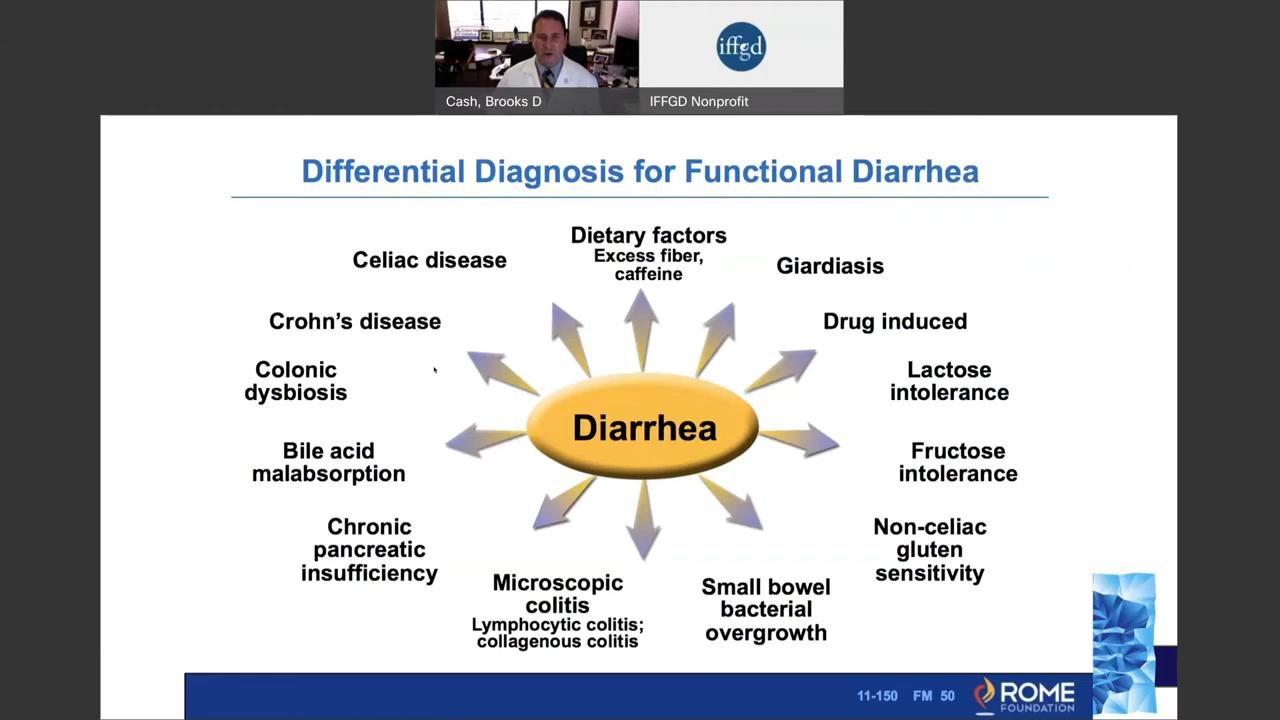 iffgd
Cash, Brooks D
IFFGD Nonprofit
Differential Diagnosis for Functional Diarrhea
Dietary factors
Excess fiber,
caffeine
Celiac disease
Giardiasis
Crohn's disease
Drug induced
Colonic
dysbiosis
Lactose
intolerance
Diarrhea
Bile acid
malabsorption
Fructose
intolerance
Chronic
pancreatic
insufficiency
Non-celiac
gluten
sensitivity
Microscopic
colitis
Lymphocytic colitis;
collagenous colitis
Small bowel
bacterial
overgrowth
11-150 FM 50
ROME
FOUNDATION